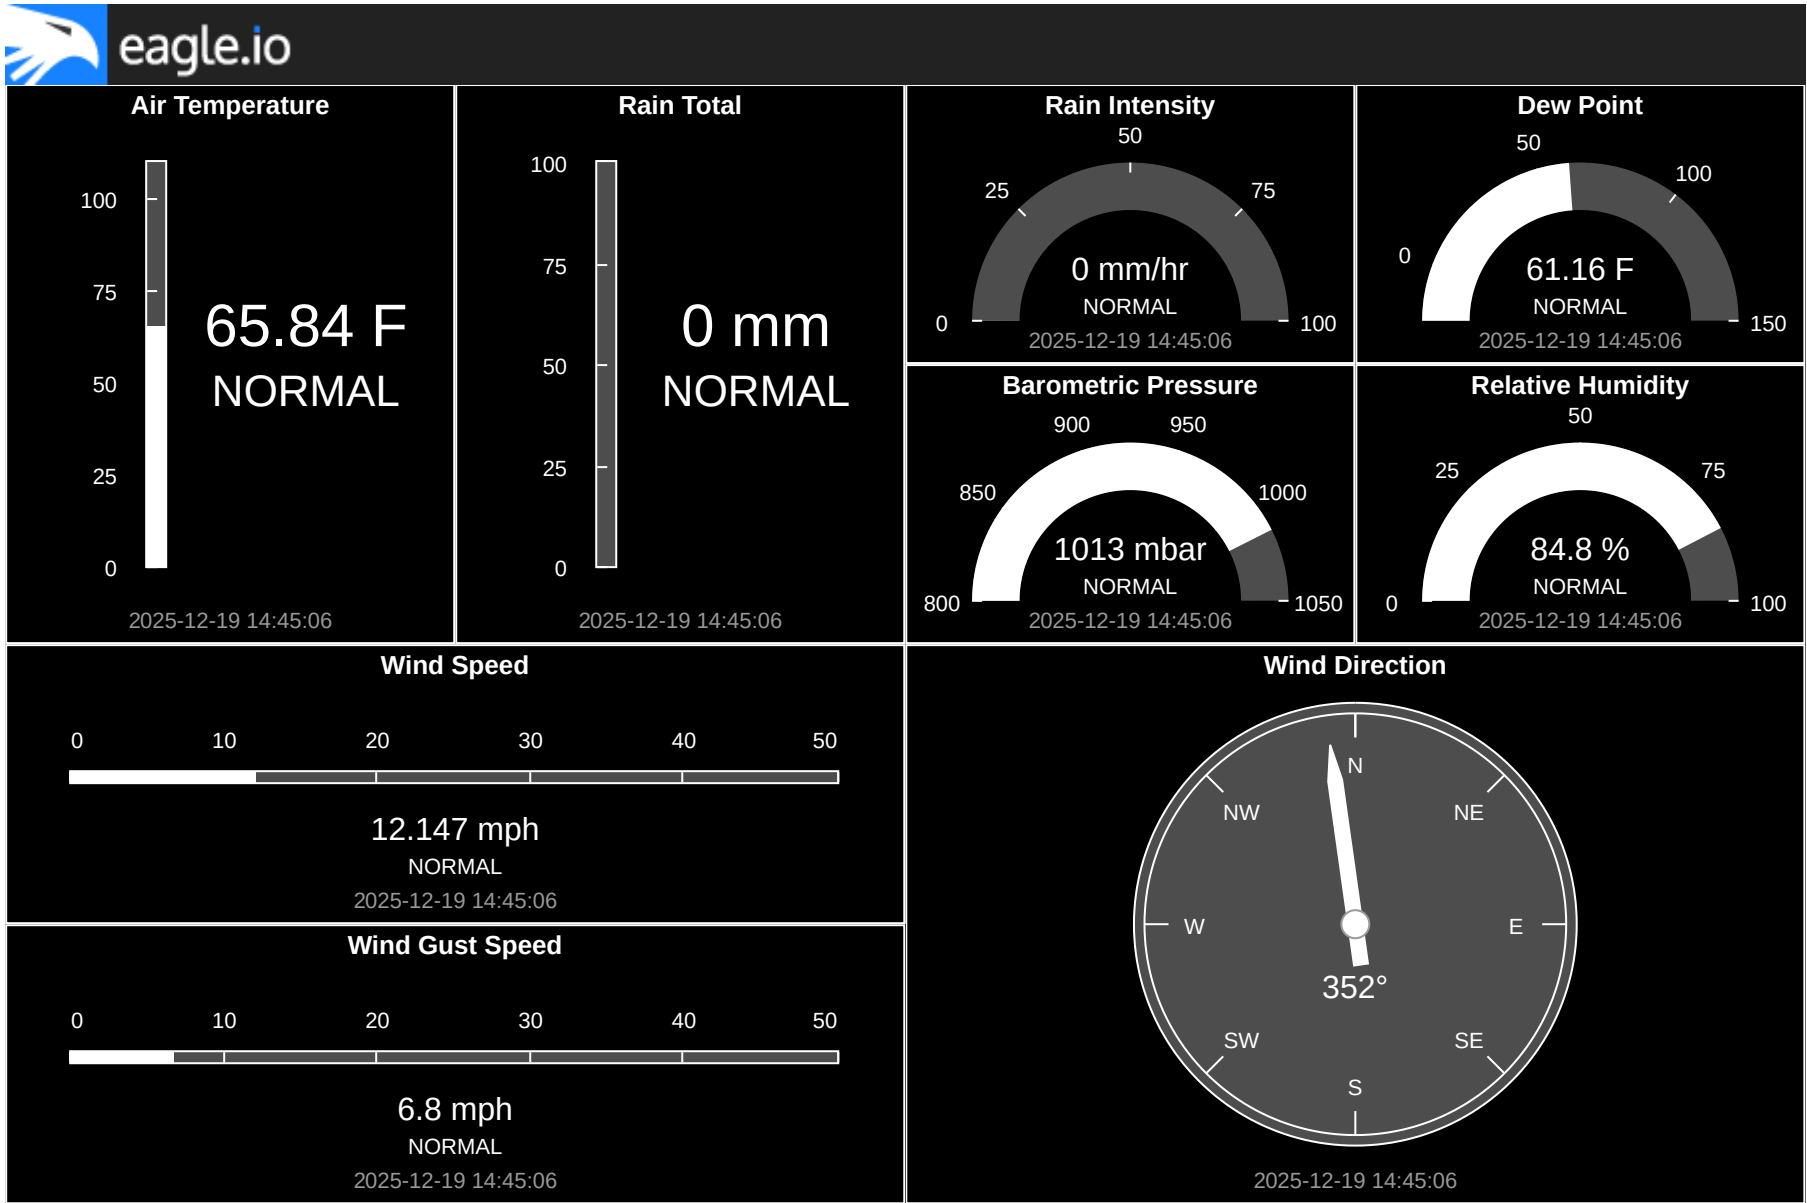 eagle.io
Air Temperature
100
75
50
25
0
65.84 F
NORMAL
2025-12-19 14:45:06
Rain Total
100
75
50
25
0
0 mm
NORMAL
2025-12-19 14:45:06
Rain Intensity
50
25
75
0
100
0 mm/hr
NORMAL
2025-12-19 14:45:06
Dew Point
50
100
0
150
61.16 F
NORMAL
2025-12-19 14:45:06
Barometric Pressure
900
950
850
1000
800
1050
1013 mbar
NORMAL
2025-12-19 14:45:06
Relative Humidity
50
25
75
0
100
84.8 %
NORMAL
2025-12-19 14:45:06
Wind Speed
0 10 20 30 40 50
12.147 mph
NORMAL
2025-12-19 14:45:06
Wind Gust Speed
0 10 20 30 40 50
6.8 mph
NORMAL
2025-12-19 14:45:06
Wind Direction
N
NW NE
W E
352°
SW SE
S
2025-12-19 14:45:06